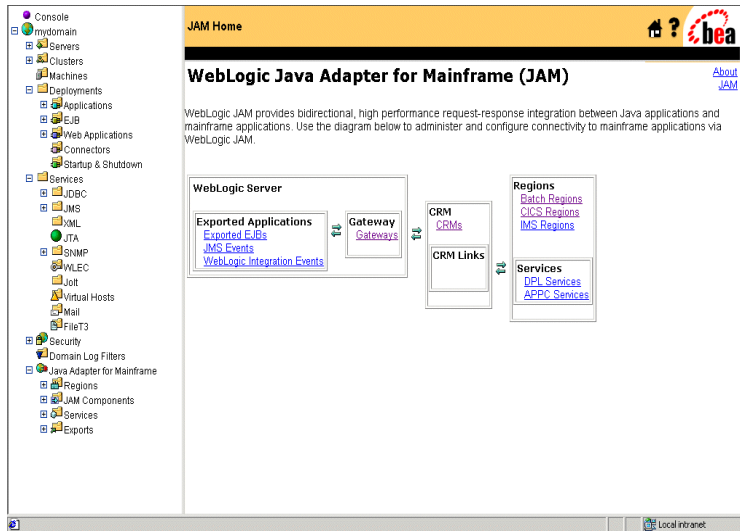 Console
mydomain
Servers
Clusters
Machines
Deployments
Applications
EJB
Web Applications
Connectors
Startup & Shutdown
Services
JDBC
JMS
XML
JTA
SNMP
WLEC
Jolt
Virtual Hosts
Mail
FileT3
Security
Domain Log Filters
Java Adapter for Mainframe
Regions
JAM Components
Services
Exports
JAM Home
?
bea
WebLogic Java Adapter for Mainframe (JAM)
About
JAM
WebLogic JAM provides bidirectional, high performance request-response integration between Java applications and
mainframe applications. Use the diagram below to administer and configure connectivity to mainframe applications via
WebLogic JAM.
WebLogic Server
Exported Applications
Exported EJBs
JMS Events
WebLogic Integration Events
Gateway
Gateways
CRM
CRMs
CRM Links
Regions
Batch Regions
CICS Regions
IMS Regions
Services
DPL Services
APPC Services
Local intranet